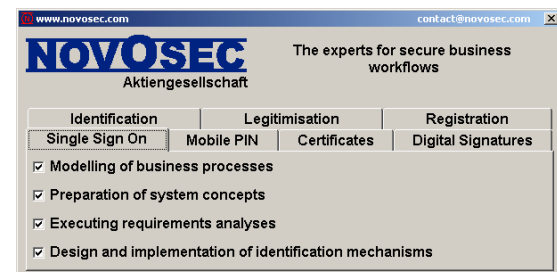 www.novosec.com contact@novosec.com
NOVOSEC
Aktiengesellschaft
The experts for secure business
workflows
Identification Legitimisation Registration
Single Sign On Mobile PIN Certificates Digital Signatures
Modelling of business processes
Preparation of system concepts
Executing requirements analyses
Design and implementation of identification mechanisms